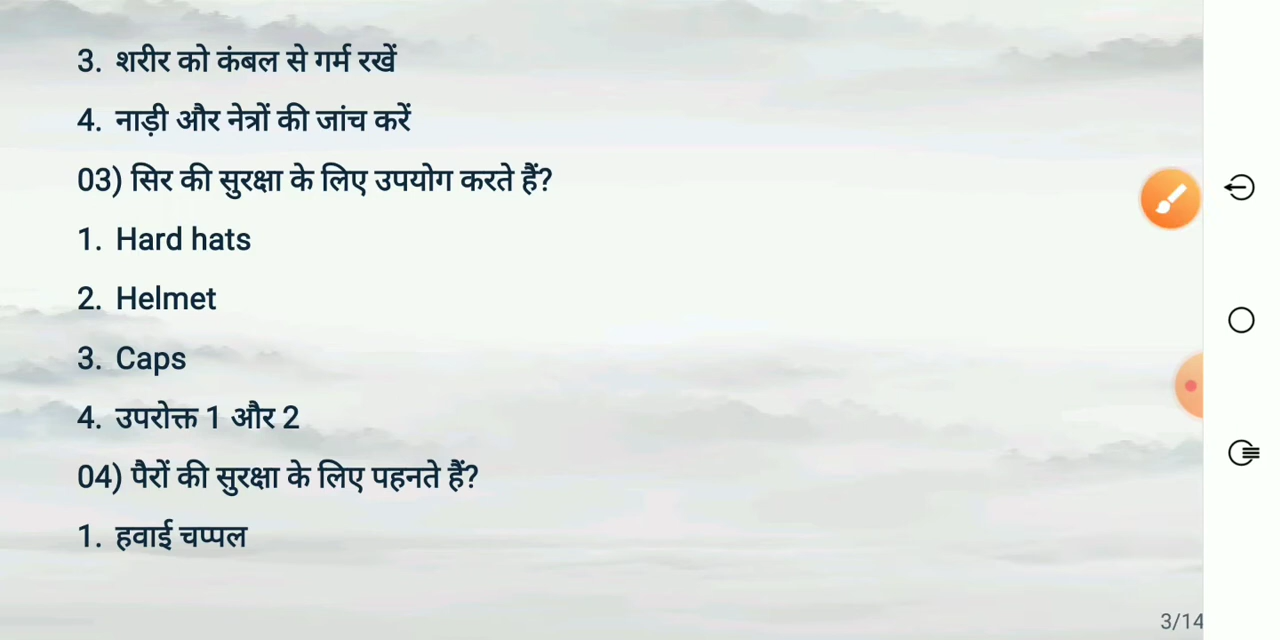 3. शरीर को कंबल से गर्म रखें
4. नाड़ी और नेत्रों की जांच करें
03) सिर की सुरक्षा के लिए उपयोग करते हैं?
1. Hard hats
2. Helmet
3. Caps
4. उपरोक्त 1 और 2
04) पैरों की सुरक्षा के लिए पहनते हैं?
1. हवाई चप्पल
3/14